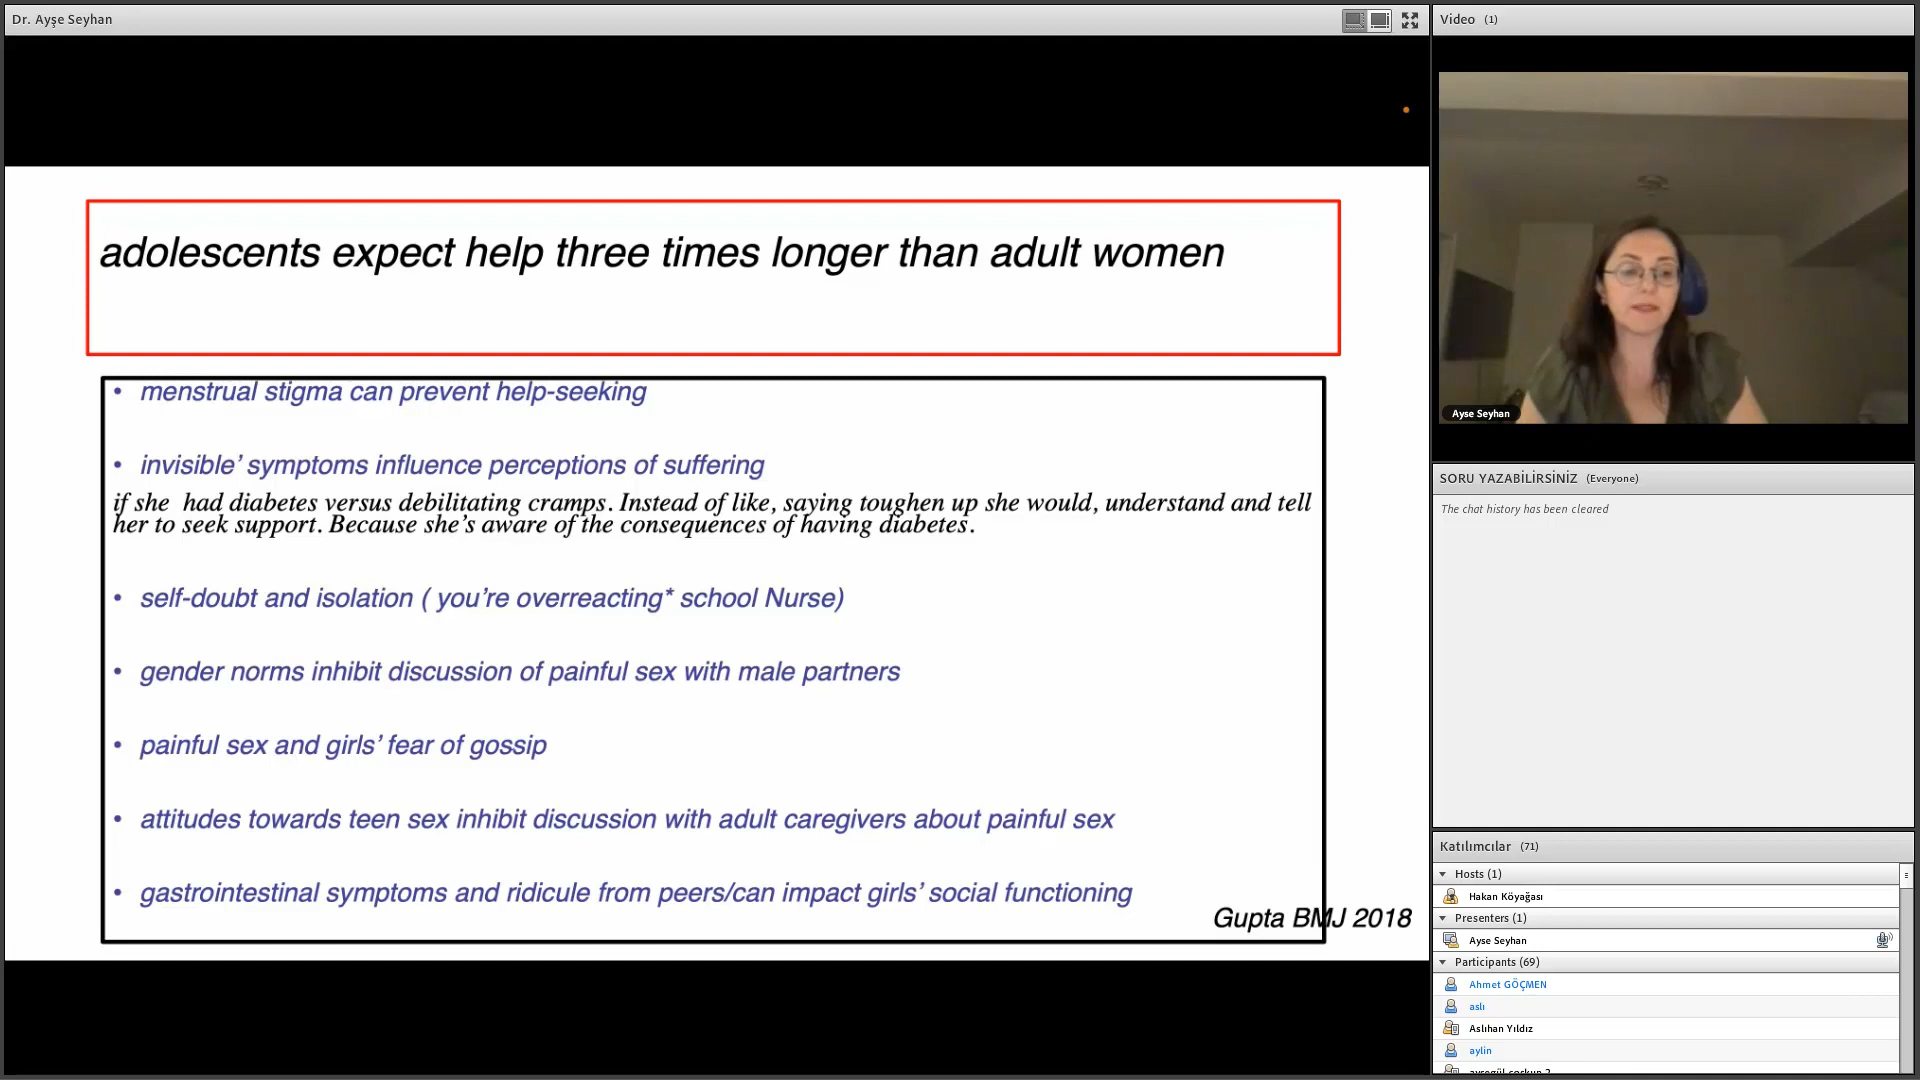 Dr. Ayşe Seyhan
adolescents expect help three times longer than adult women
• menstrual stigma can prevent help-seeking
• invisible’ symptoms influence perceptions of suffering
if she had diabetes versus debilitating cramps. Instead of like, saying toughen up she would, understand and tell
her to seek support. Because she’s aware of the consequences of having diabetes.
• self-doubt and isolation ( you’re overreacting* school Nurse)
• gender norms inhibit discussion of painful sex with male partners
• painful sex and girls’ fear of gossip
• attitudes towards teen sex inhibit discussion with adult caregivers about painful sex
• gastrointestinal symptoms and ridicule from peers/can impact girls’ social functioning
Gupta BMJ 2018
Video (1)
Ayse Seyhan
SORU YAZABİLİRSİNİZ (Everyone)
The chat history has been cleared
Katılımcılar (71)
Hosts (1)
Hakan Köyağası
Presenters (1)
Ayse Seyhan
Participants (69)
Ahmet GÖÇMEN
aslı
Aslıhan Yıldız
aylin